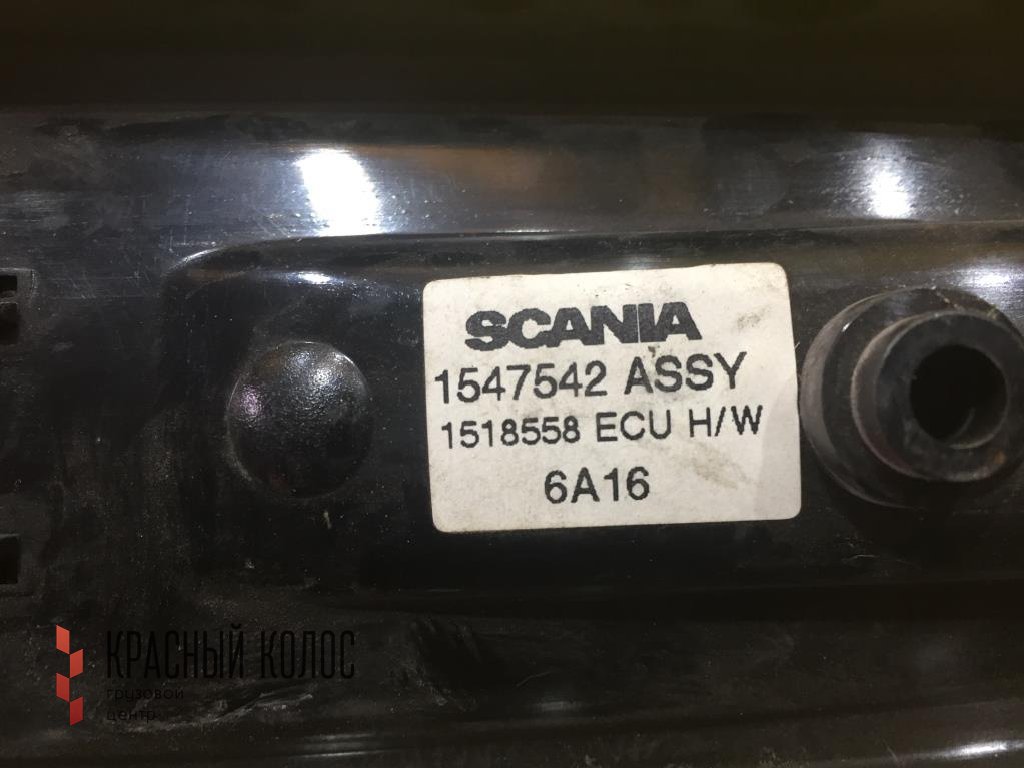 SCANIA
1547542 ASSY
1518558 ECU H/W
6A16
КРАСНЫЙ КОЛОС
грузовой
центр